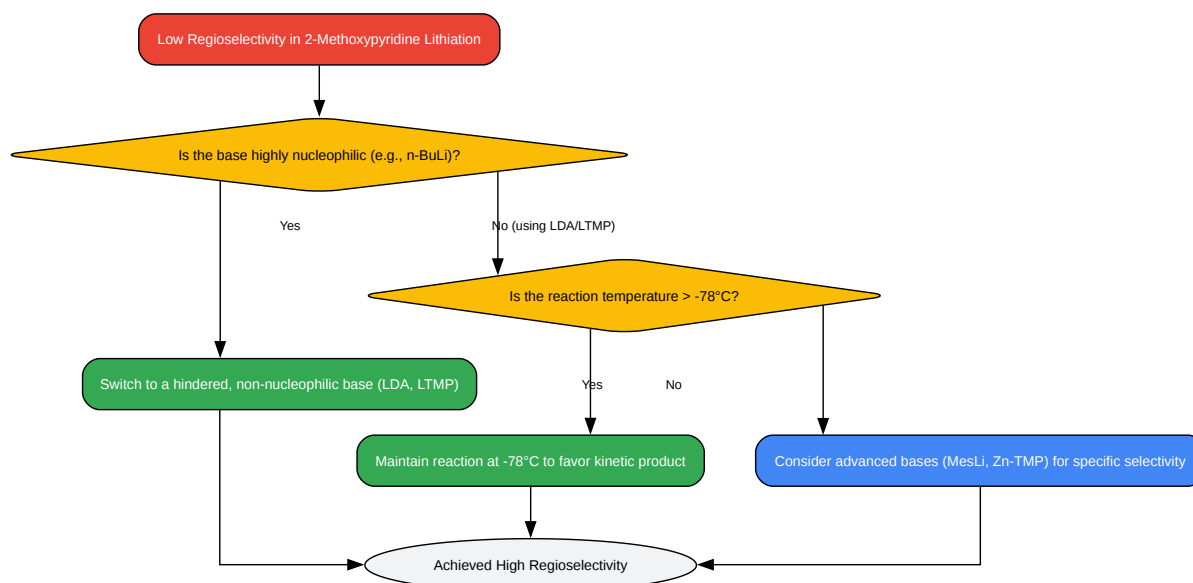 Low Regioselectivity in 2-Methoxypyridine Lithiation
Is the base highly nucleophilic (e.g., n-BuLi)?
Yes
No (using LDA/LTMP)
Is the reaction temperature > -78°C?
Switch to a hindered, non-nucleophilic base (LDA, LTMP)
Yes
No
Maintain reaction at -78°C to favor kinetic product
Consider advanced bases (MesLi, Zn-TMP) for specific selectivity
Achieved High Regioselectivity